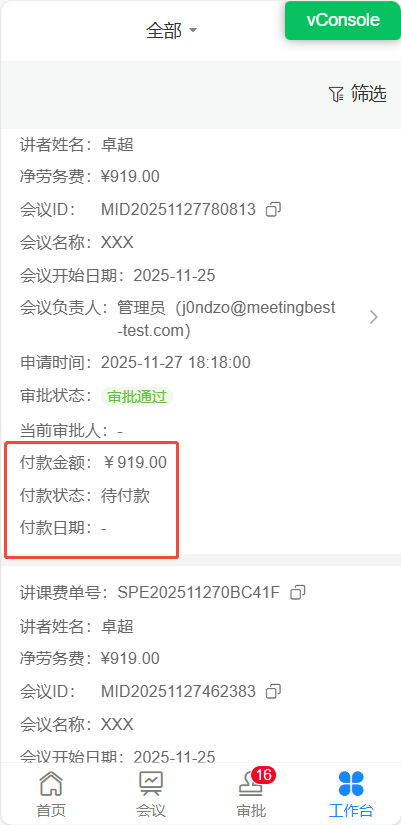 全部
vConsole
筛选
讲者姓名：卓超
净劳务费：¥919.00
会议ID： MID20251127780813
会议名称：XXX
会议开始日期：2025-11-25
会议负责人：管理员（j0ndzo@meetingbest
-test.com）
申请时间：2025-11-27 18:18:00
审批状态：审批通过
当前审批人：-
付款金额：￥919.00
付款状态：待付款
付款日期：-
讲课费单号：SPE202511270BC41F
讲者姓名：卓超
净劳务费：¥919.00
会议ID： MID20251127462383
会议名称：XXX
会议开始日期：2025-11-25
16
首页 会议 审批 工作台